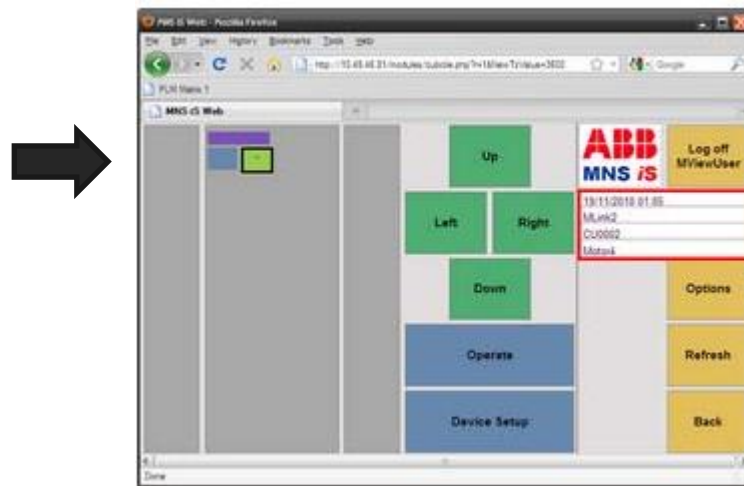 MNS iS Web - Mozilla Firefox
File Edit View History Bookmarks Tools Help
Google
MNS iS Web
Up
Left Right
Down
Operate
Device Setup
ABB
MNS iS
Log off
MViewUser
19/11/2010 01:05
MLink2
CU0002
Motor4
Options
Refresh
Back
Done